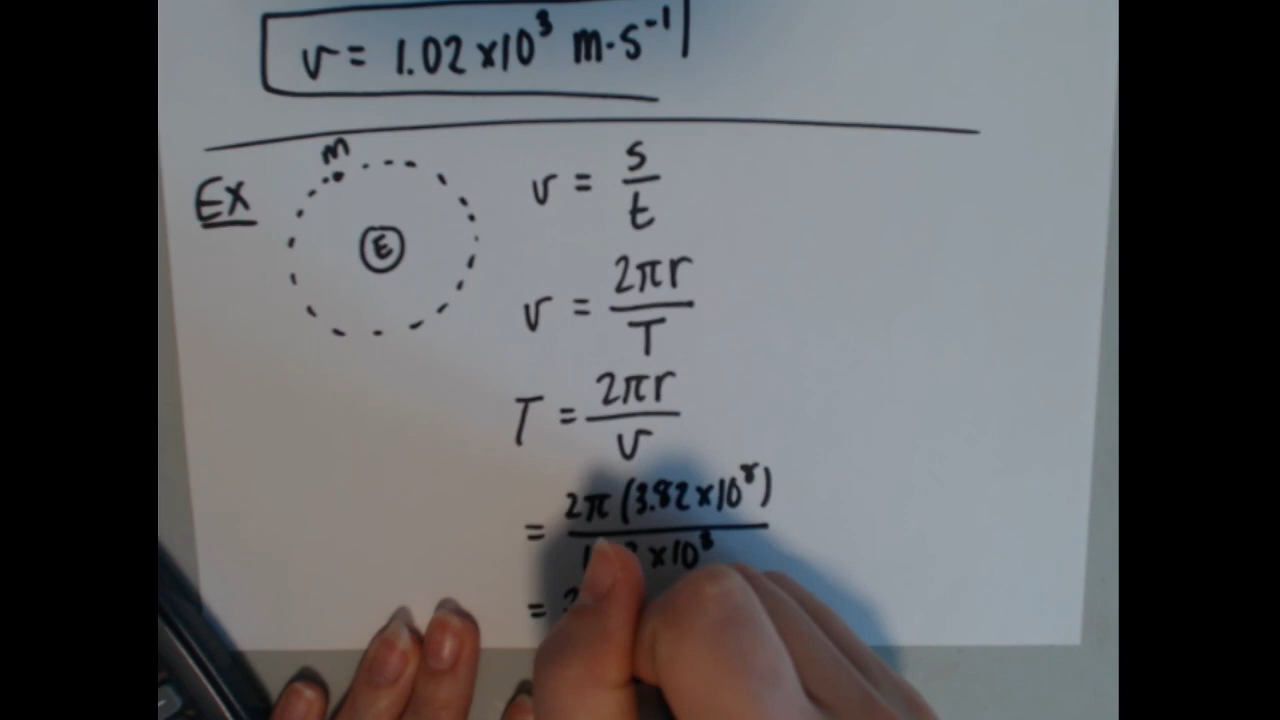 v = 1.02 ×10³ m·s⁻¹
Ex
m
E
v = s/t
v = 2πr/T
T = 2πr/v
= 2π (3.82 ×10⁸)/
×10³
=